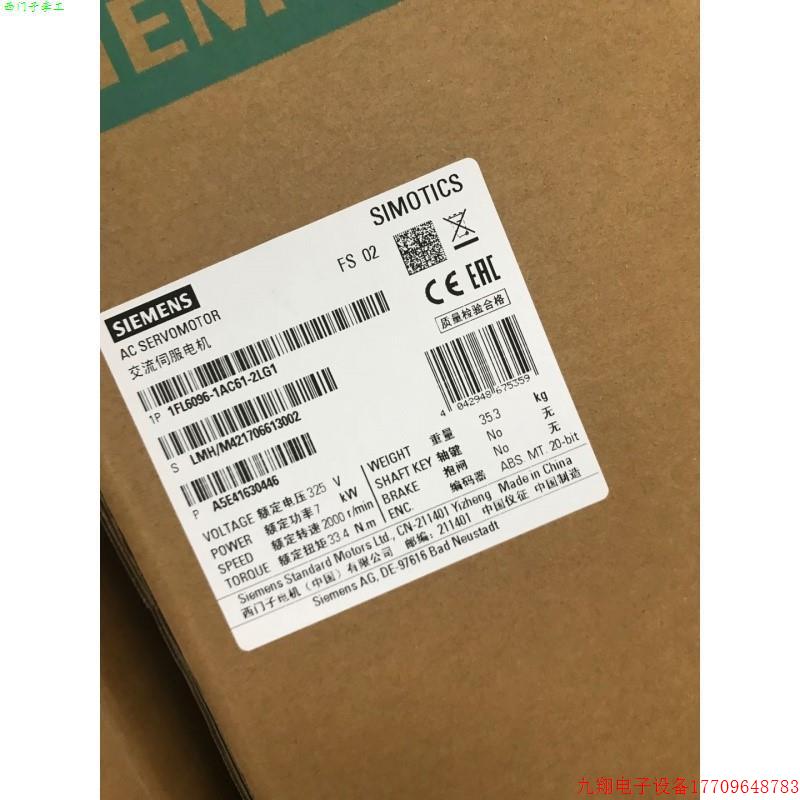 西门子李工
IEM
SIMOTICS
FS 02
CE EAC
质量检验合格
SIEMENS
AC SERVOMOTOR
交流伺服电机
1P 1FL6096-1AC61-2LG1
S LMH/M421706613002
P A5E41630446
4 042948 675359
VOLTAGE 额定电压 325 V
POWER 额定功率 7 kW
SPEED 额定转速 2000 r/min
TORQUE 额定扭矩 33.4 N.m
WEIGHT 重量 35.3 kg
SHAFT KEY 轴键 No 无
BRAKE 抱闸 No 无
ENC. 编码器 ABS. MT. 20-bit
Siemens Standard Motors Ltd., CN-211401 Yizheng Made in China
西门子电机（中国）有限公司 邮编: 211401 中国仪征 中国制造
Siemens AG, DE-97616 Bad Neustadt
九翔电子设备17709648783